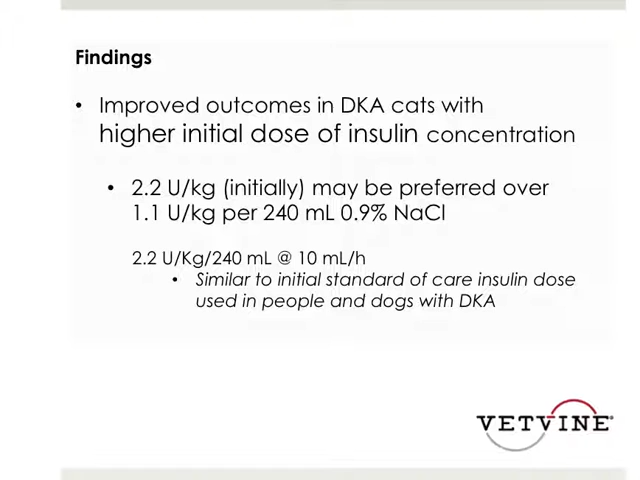 Findings
• Improved outcomes in DKA cats with
higher initial dose of insulin concentration
• 2.2 U/kg (initially) may be preferred over
1.1 U/kg per 240 mL 0.9% NaCl
2.2 U/Kg/240 mL @ 10 mL/h
• Similar to initial standard of care insulin dose
used in people and dogs with DKA
VETVINE®